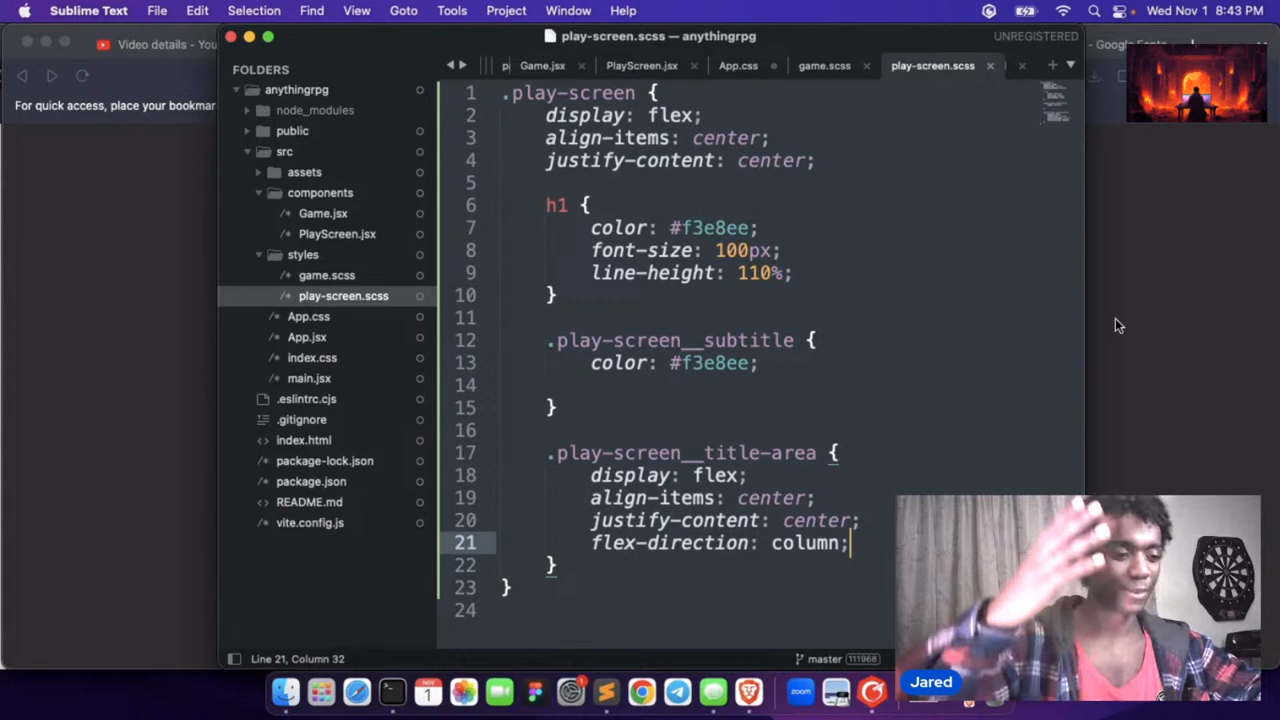 Sublime Text File Edit Selection Find View Goto Tools Project Window Help Wed Nov 1 8:43 PM
Video details - You
play-screen.scss — anythingrpg
UNREGISTERED
- Google Fonts
For quick access, place your bookmar
FOLDERS
anythingrpg
node_modules
public
src
assets
components
/* Game.jsx
/* PlayScreen.jsx
styles
/* game.scss
/* play-screen.scss
/* App.css
/* App.jsx
/* index.css
/* main.jsx
.eslintrc.cjs
.gitignore
index.html
package-lock.json
package.json
README.md
vite.config.js
p Game.jsx PlayScreen.jsx App.css game.scss play-screen.scss
1 .play-screen {
2 display: flex;
3 align-items: center;
4 justify-content: center;
5
6 h1 {
7 color: #f3e8ee;
8 font-size: 100px;
9 line-height: 110%;
10 }
11
12 .play-screen__subtitle {
13 color: #f3e8ee;
14
15 }
16
17 .play-screen__title-area {
18 display: flex;
19 align-items: center;
20 justify-content: center;
21 flex-direction: column;
22 }
23 }
24
Line 21, Column 32
master 111968
Jared
NOV
1
1
zoom